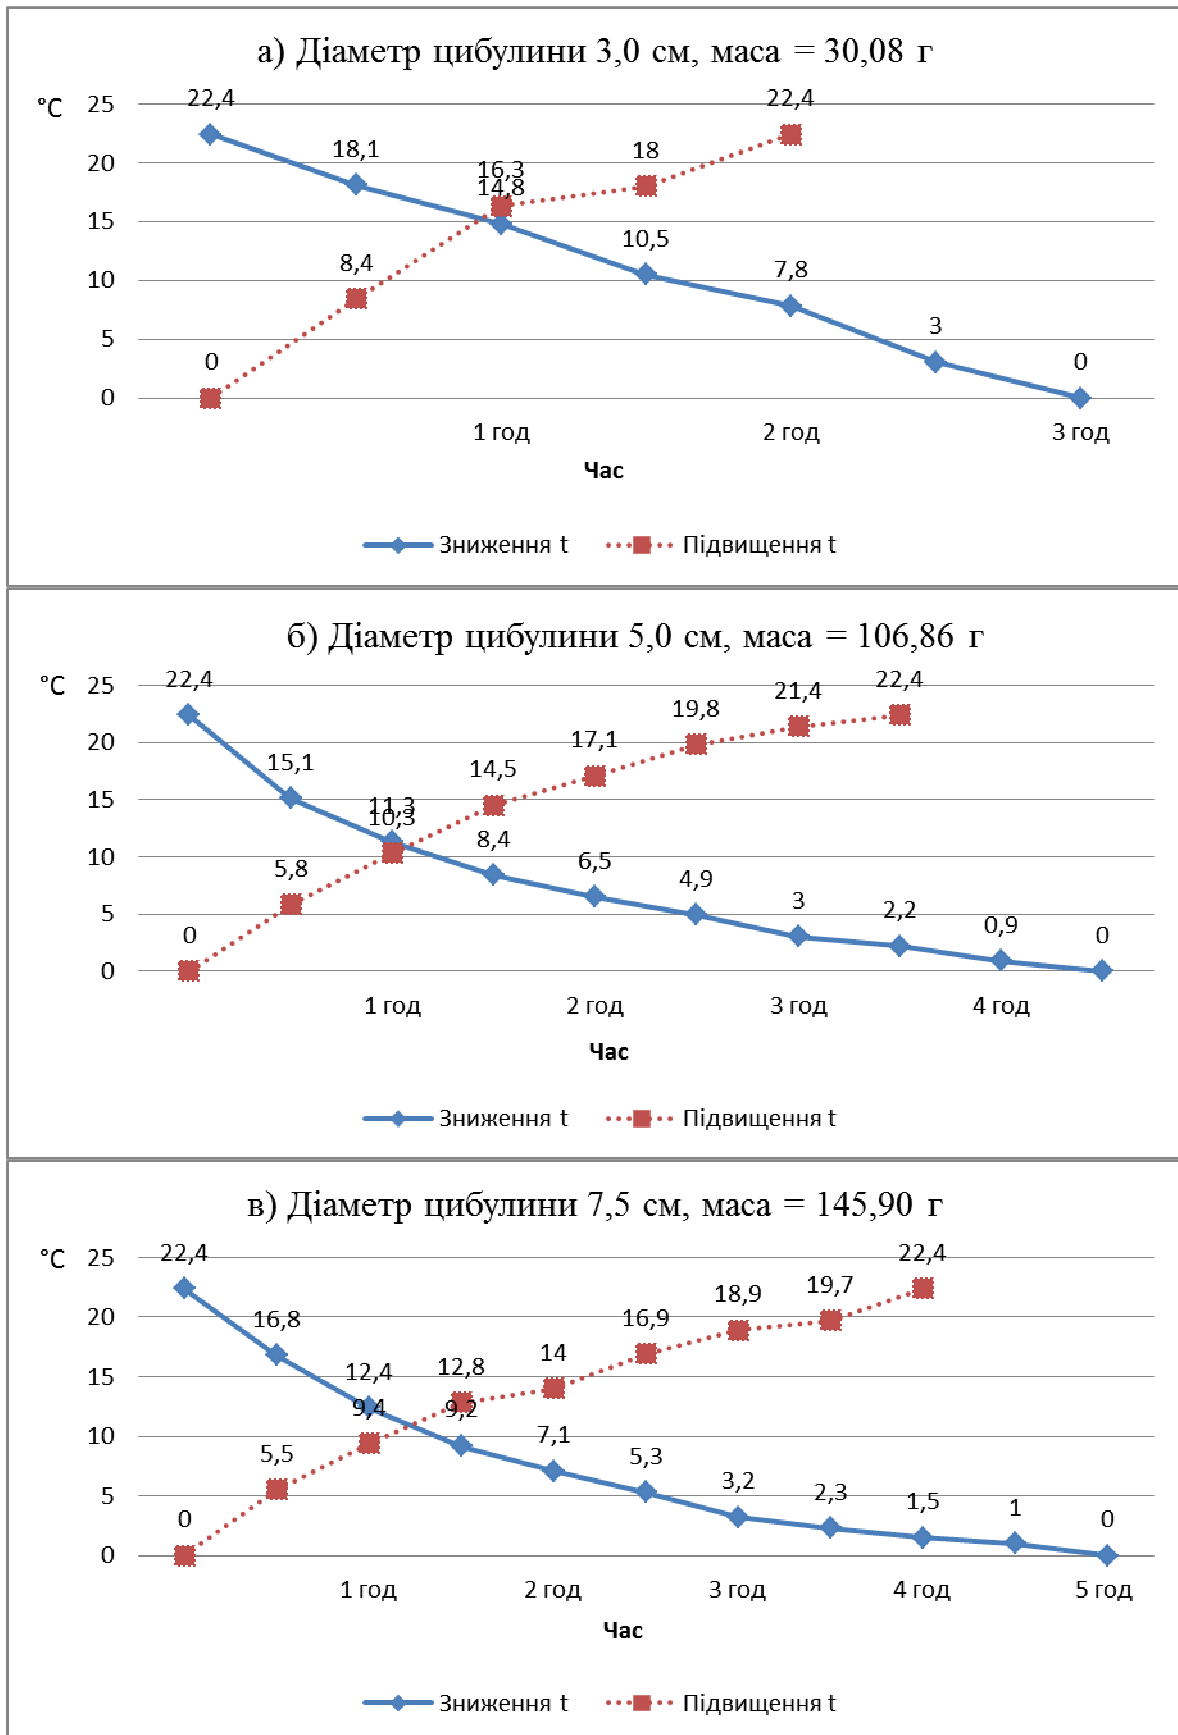 а) Діаметр цибулини 3,0 см, маса = 30,08 г
°C
25
20
15
10
5
0
22,4
18,1
14,8
10,5
7,8
3
0
0
8,4
16,3
18
22,4
1 год
2 год
3 год
Час
Зниження t
Підвищення t
б) Діаметр цибулини 5,0 см, маса = 106,86 г
°C
25
20
15
10
5
0
22,4
15,1
11,3
8,4
6,5
4,9
3
2,2
0,9
0
0
5,8
10,3
14,5
17,1
19,8
21,4
22,4
1 год
2 год
3 год
4 год
Час
Зниження t
Підвищення t
в) Діаметр цибулини 7,5 см, маса = 145,90 г
°C
25
20
15
10
5
0
22,4
16,8
12,4
9,2
7,1
5,3
3,2
2,3
1,5
1
0
0
5,5
9,4
12,8
14
16,9
18,9
19,7
22,4
1 год
2 год
3 год
4 год
5 год
Час
Зниження t
Підвищення t